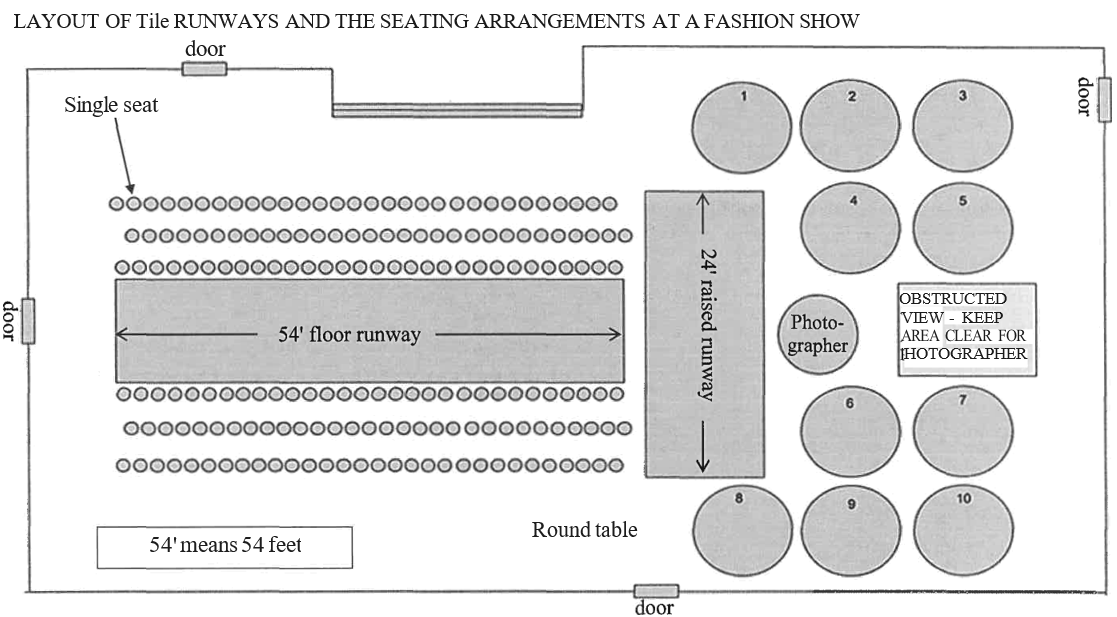 LAYOUT OF Tile RUNWAYS AND THE SEATING ARRANGEMENTS AT A FASHION SHOW
door
Single seat
door
1
2
3
4
5
24' raised runway
door
54' floor runway
Photo-
grapher
OBSTRUCTED
'VIEW - KEEP
AREA CLEAR FOR
PHOTOGRAPHER
6
7
8
9
10
Round table
54' means 54 feet
door